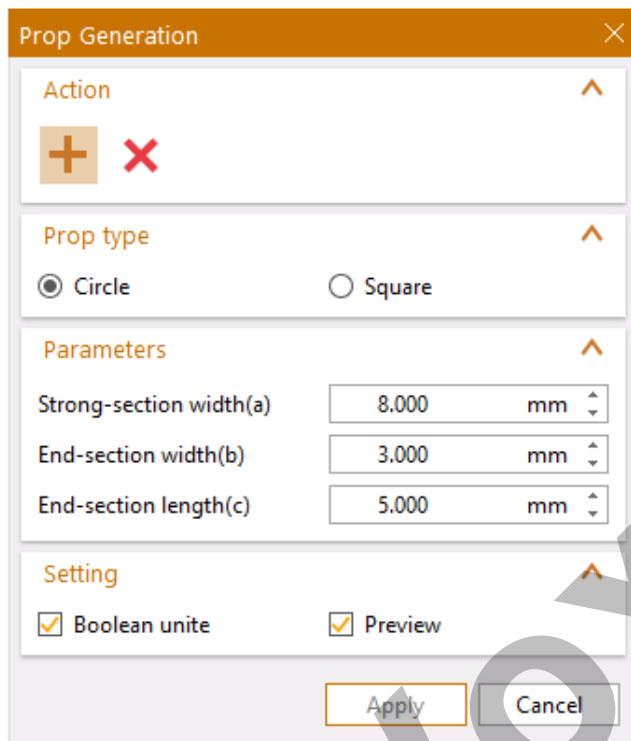 Prop Generation
Action
Prop type
Circle Square
Parameters
Strong-section width(a) 8.000 mm
End-section width(b) 3.000 mm
End-section length(c) 5.000 mm
Setting
Boolean unite Preview
Apply Cancel